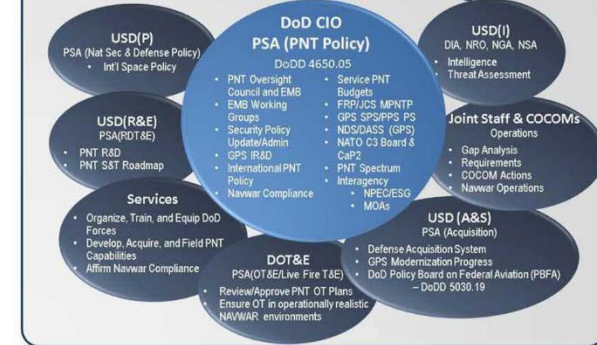 USD(P)
PSA (Nat Sec & Defense Policy)
• Int'l Space Policy
DoD CIO
PSA (PNT Policy)
DoDD 4650.05
• PNT Oversight
Council and EMB
• EMB Working
Groups
• Security Policy
Update/Admin
• GPS IR&D
• International PNT
Policy
• Navwar Compliance
• Service PNT
Budgets
• FRP/JCS MPNTP
• GPS SPS/PPS PS
• NDS/DASS (GPS)
• NATO C3 Board &
CaP2
• PNT Spectrum
Interagency
• NPEC/ESG
• MOAs
USD(I)
DIA, NRO, NGA, NSA
• Intelligence
• Threat Assessment
USD(R&E)
PSA(RDT&E)
• PNT R&D
• PNT S&T Roadmap
Joint Staff & COCOMs
Operations
• Gap Analysis
• Requirements
• COCOM Actions
• Navwar Operations
Services
• Organize, Train, and Equip DoD
Forces
• Develop, Acquire, and Field PNT
Capabilities
• Affirm Navwar Compliance
DOT&E
PSA(OT&E/Live Fire T&E)
• Review/Approve PNT OT Plans
• Ensure OT in operationally realistic
NAVWAR environments
USD (A&S)
PSA (Acquisition)
• Defense Acquisition System
• GPS Modernization Progress
• DoD Policy Board on Federal Aviation (PBFA)
– DoDD 5030.19